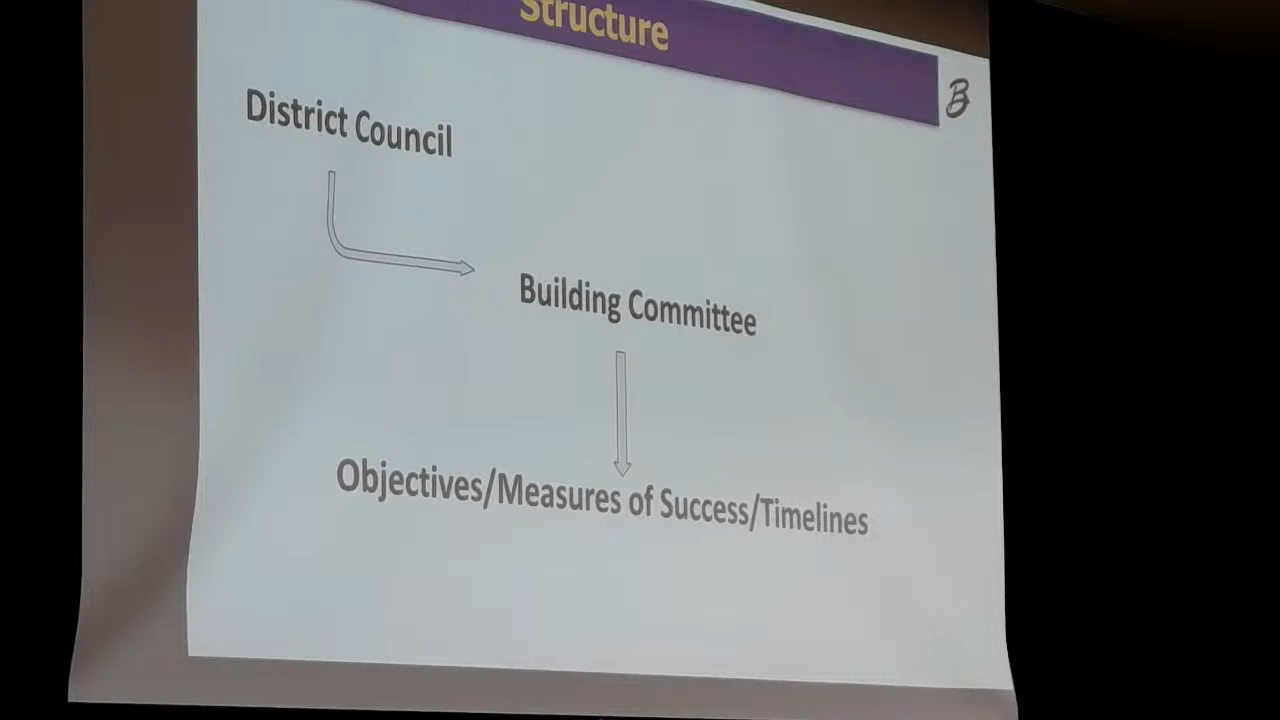 Structure
B
District Council
Building Committee
Objectives/Measures of Success/Timelines